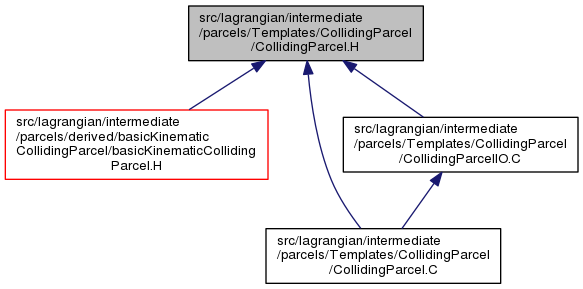 src/lagrangian/intermediate
/parcels/Templates/CollidingParcel
/CollidingParcel.H
src/lagrangian/intermediate
/parcels/derived/basicKinematic
CollidingParcel/basicKinematicColliding
Parcel.H
src/lagrangian/intermediate
/parcels/Templates/CollidingParcel
/CollidingParcelIO.C
src/lagrangian/intermediate
/parcels/Templates/CollidingParcel
/CollidingParcel.C